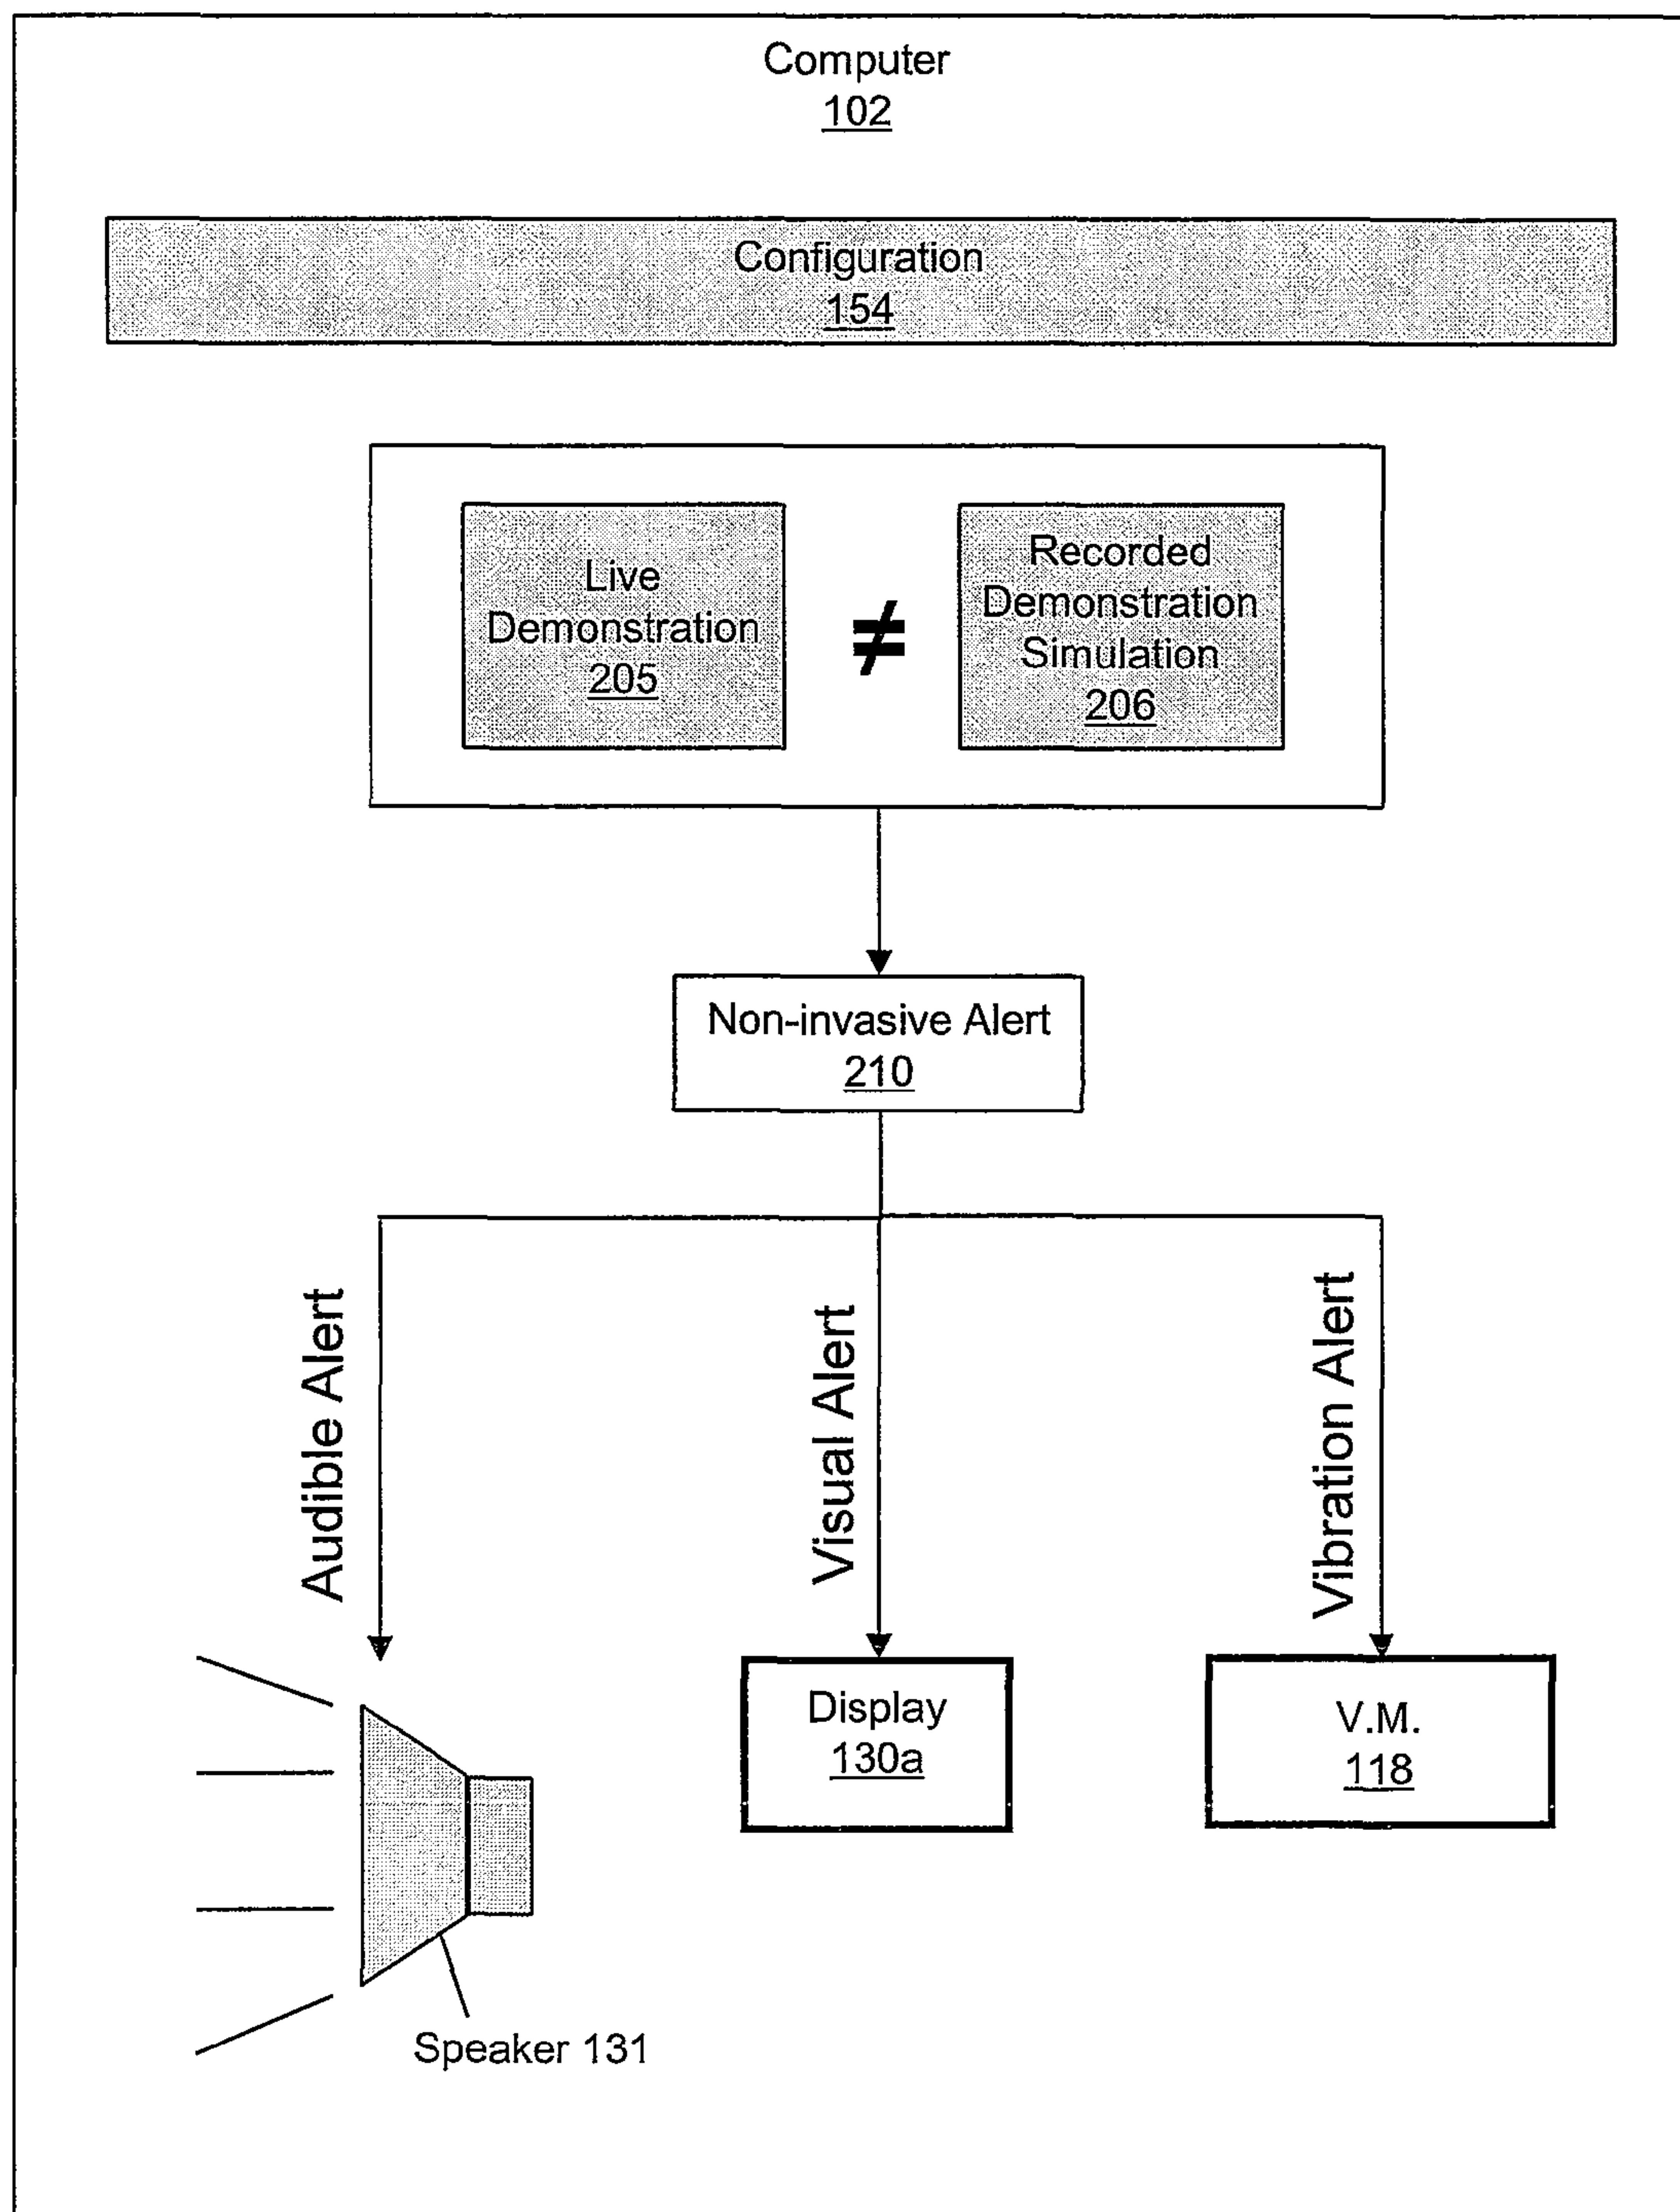 Computer
102
Configuration
154
Live
Demonstration
205
≠
Recorded
Demonstration
Simulation
206
Non-invasive Alert
210
Audible Alert
Visual Alert
Vibration Alert
Display
130a
V.M.
118
Speaker 131